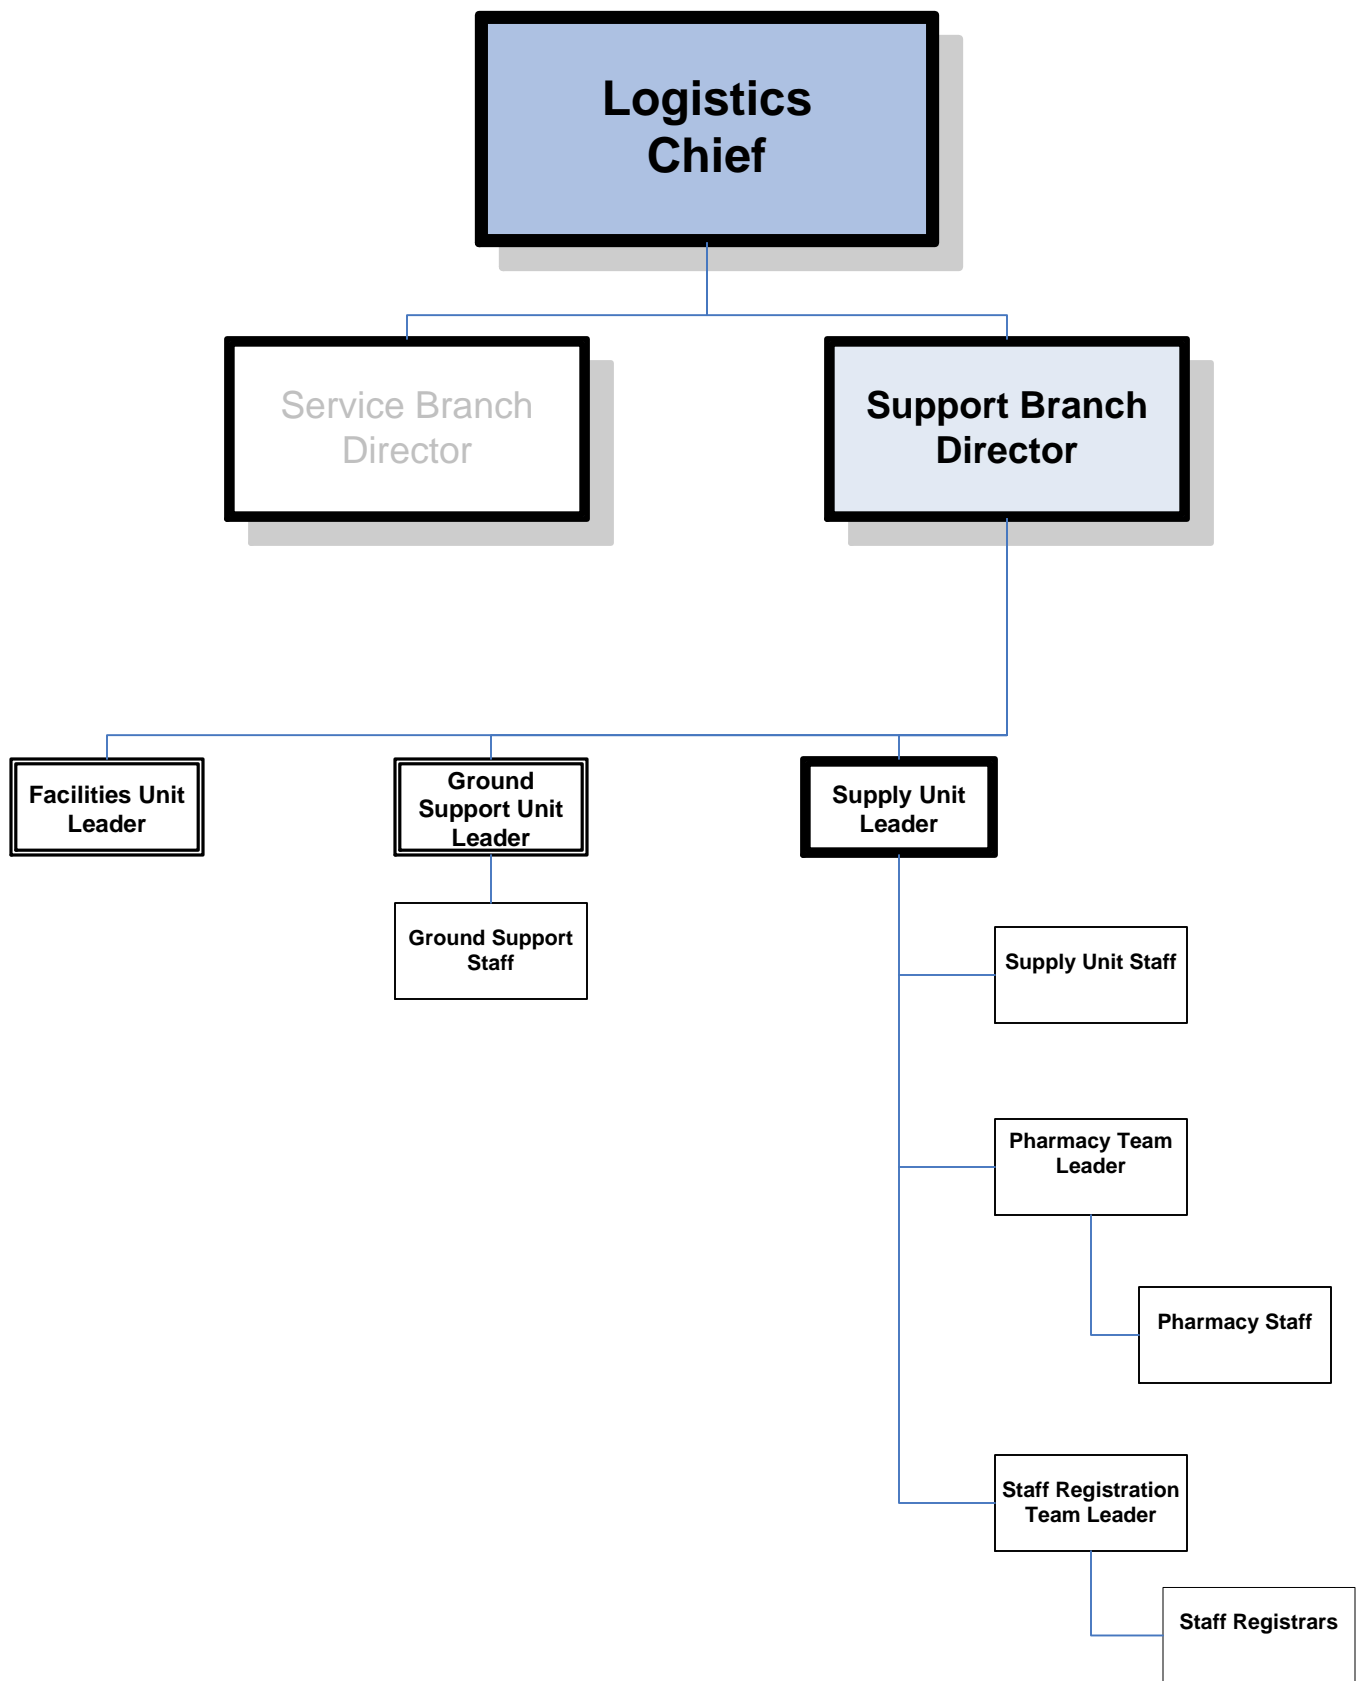 Logistics
Chief
Service Branch
Director
Support Branch
Director
Facilities Unit
Leader
Ground
Support Unit
Leader
Supply Unit
Leader
Ground Support
Staff
Supply Unit Staff
Pharmacy Team
Leader
Pharmacy Staff
Staff Registration
Team Leader
Staff Registrars